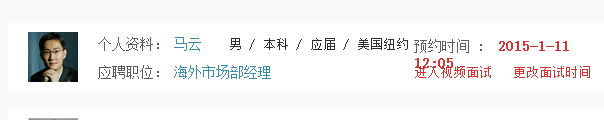 个人资料： 马云 男 / 本科 / 应届 / 美国纽约 预约时间 ： 2015-1-11
12:05
应聘职位： 海外市场部经理 进入视频面试 更改面试时间